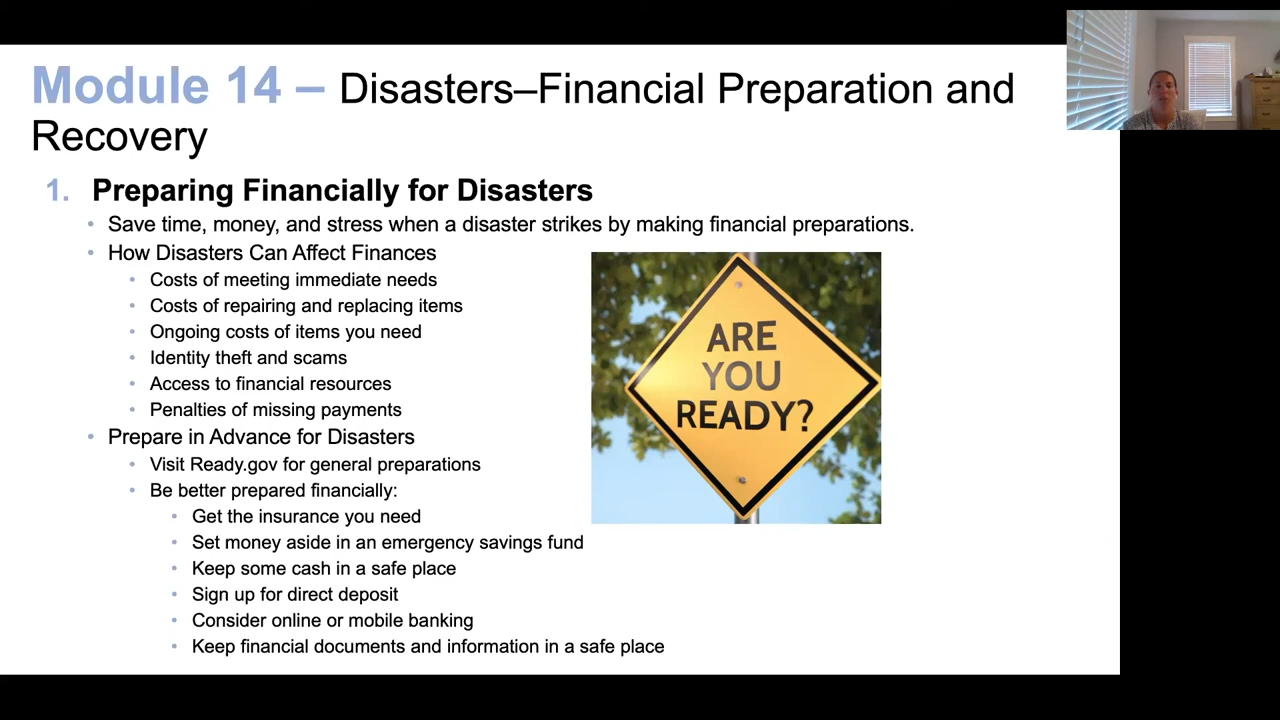 Module 14 – Disasters–Financial Preparation and
Recovery
1. Preparing Financially for Disasters
• Save time, money, and stress when a disaster strikes by making financial preparations.
• How Disasters Can Affect Finances
• Costs of meeting immediate needs
• Costs of repairing and replacing items
• Ongoing costs of items you need
• Identity theft and scams
• Access to financial resources
• Penalties of missing payments
• Prepare in Advance for Disasters
• Visit Ready.gov for general preparations
• Be better prepared financially:
• Get the insurance you need
• Set money aside in an emergency savings fund
• Keep some cash in a safe place
• Sign up for direct deposit
• Consider online or mobile banking
• Keep financial documents and information in a safe place
ARE
YOU
READY?